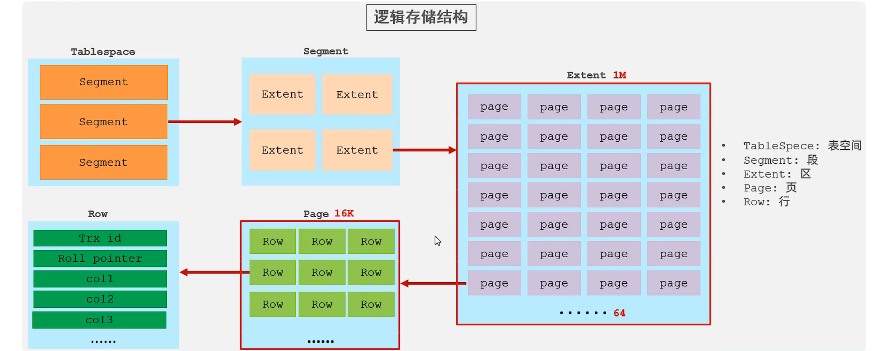 逻辑存储结构
Tablespace
Segment
Segment
Segment
Segment
Extent Extent
Extent Extent
Extent 1M
page page page page
page page page page
page page page page
page page page page
page page page page
page page page page
page page page page
······ 64
• TableSpece: 表空间
• Segment: 段
• Extent: 区
• Page: 页
• Row: 行
Row
Trx id
Roll pointer
col1
col2
col3
······
Page 16K
Row Row Row
Row Row Row
Row Row Row
······